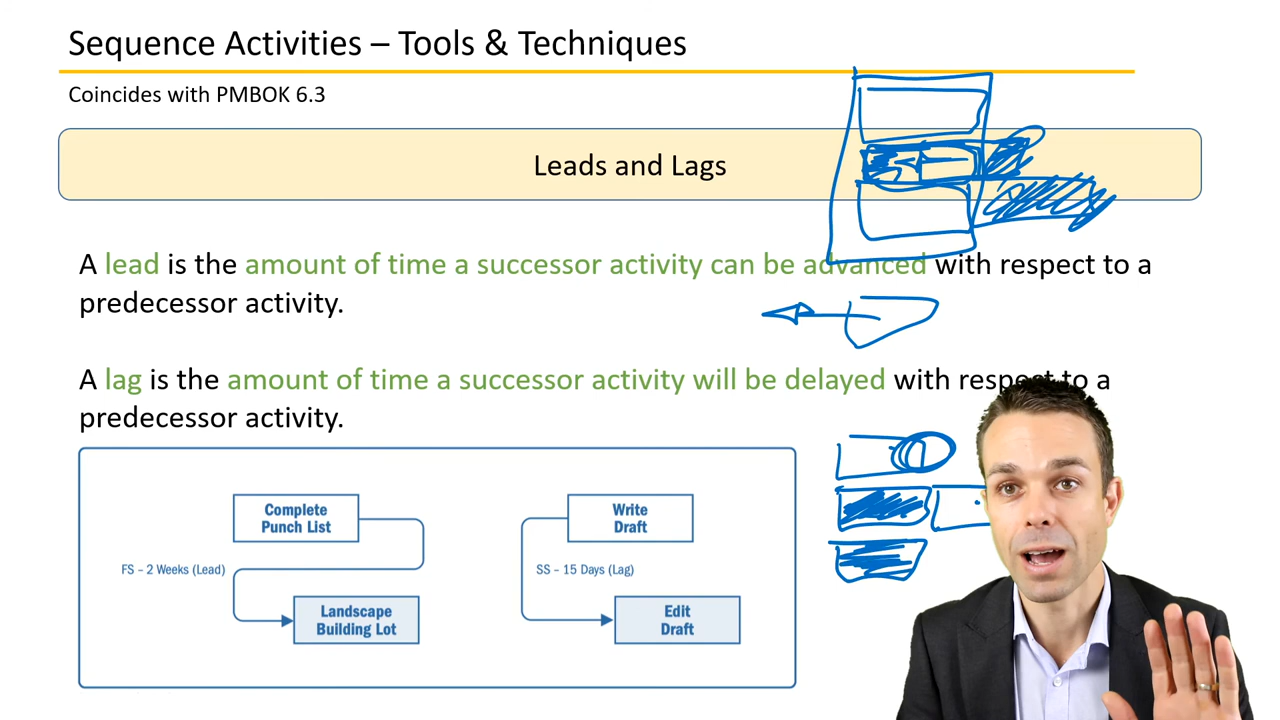 Sequence Activities – Tools & Techniques
Coincides with PMBOK 6.3
Leads and Lags
A lead is the amount of time a successor activity can be advanced with respect to a
predecessor activity.
A lag is the amount of time a successor activity will be delayed with respect to a
predecessor activity.
Complete
Punch List
FS – 2 Weeks (Lead)
Landscape
Building Lot
Write
Draft
SS – 15 Days (Lag)
Edit
Draft